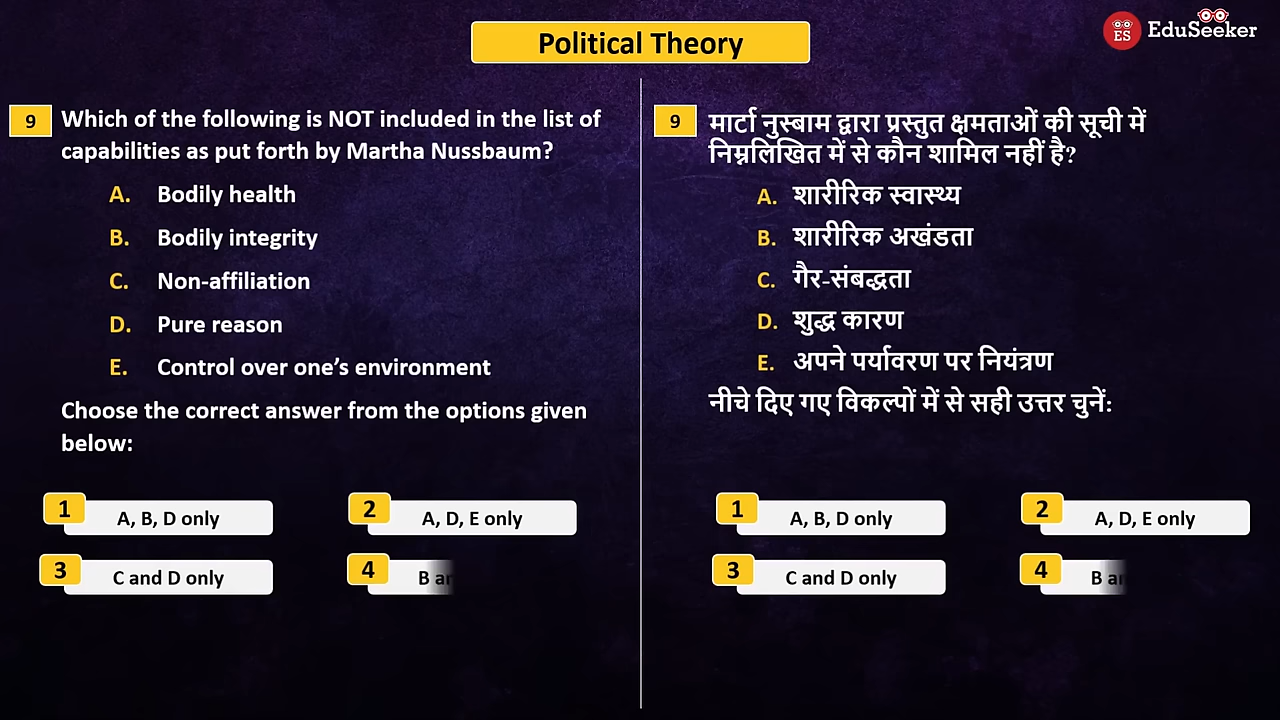 Political Theory
ES EduSeeker
9 Which of the following is NOT included in the list of
capabilities as put forth by Martha Nussbaum?
A. Bodily health
B. Bodily integrity
C. Non-affiliation
D. Pure reason
E. Control over one’s environment
Choose the correct answer from the options given
below:
1 A, B, D only
2 A, D, E only
3 C and D only
4 B
9 मार्टा नुस्बाम द्वारा प्रस्तुत क्षमताओं की सूची में
निम्नलिखित में से कौन शामिल नहीं है?
A. शारीरिक स्वास्थ्य
B. शारीरिक अखंडता
C. गैर-संबद्धता
D. शुद्ध कारण
E. अपने पर्यावरण पर नियंत्रण
नीचे दिए गए विकल्पों में से सही उत्तर चुनें:
1 A, B, D only
2 A, D, E only
3 C and D only
4 B